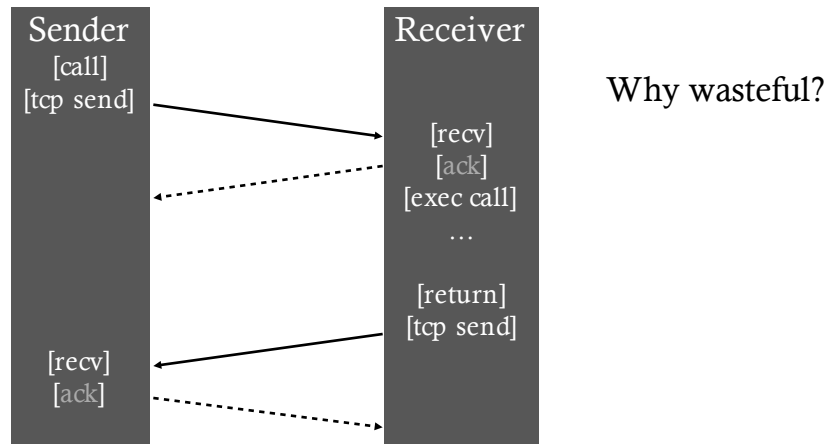 Sender
[call]
[tcp send]
[recv]
[ack]
Receiver
[recv]
[ack]
[exec call]
...
[return]
[tcp send]
Why wasteful?